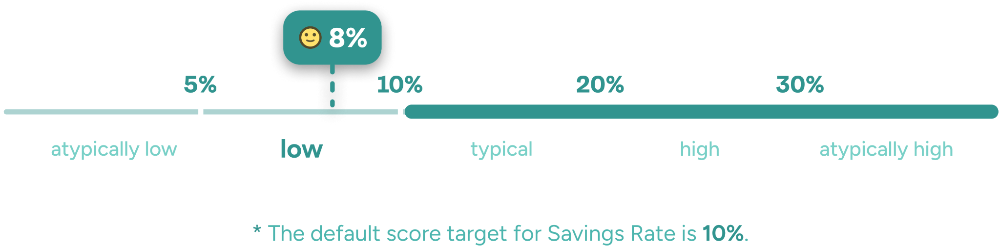 8%
5% 10% 20% 30%
atypically low low typical high atypically high
* The default score target for Savings Rate is 10%.